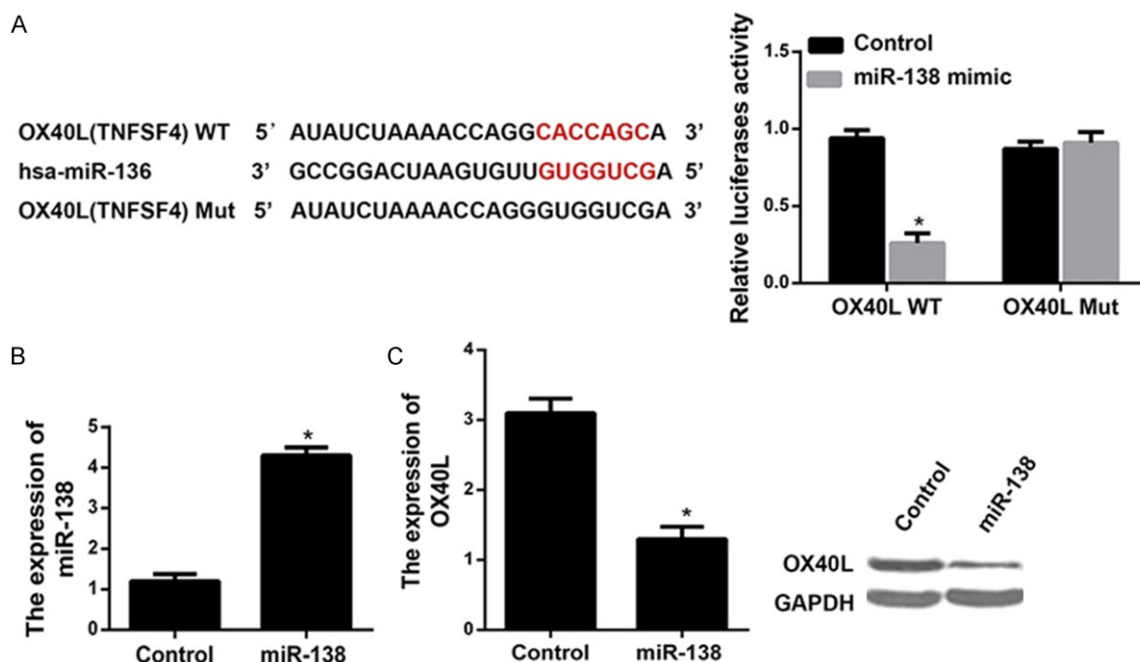 A
OX40L(TNFSF4) WT 5’ AUAUCUAAAACCAGGCACCAGCA 3’
hsa-miR-136 3’ GCCGGACUAAGUGUUGUGGUCGA 5’
OX40L(TNFSF4) Mut 5’ AUAUCUAAAACCAGGGUGGUCGA 3’
Relative luciferases activity
Control
miR-138 mimic
1.5
1.0
0.5
0.0
*
OX40L WT OX40L Mut
B
The expression of
miR-138
5
4
3
2
1
0
*
Control miR-138
C
The expression of
OX40L
4
3
2
1
0
*
Control miR-138
Control miR-138
OX40L
GAPDH